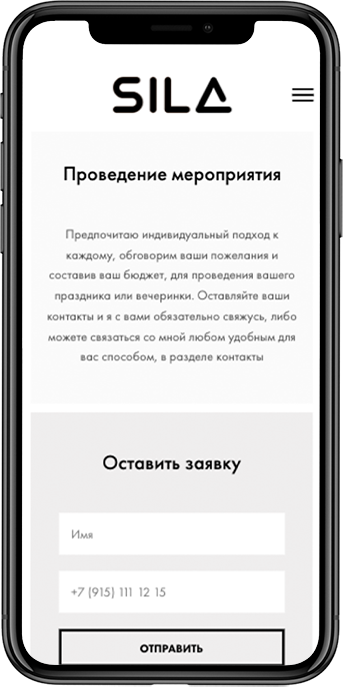 SILA
Проведение мероприятия
Предпочитаю индивидуальный подход к
каждому, обговорим ваши пожелания и
составив ваш бюджет, для проведения вашего
праздника или вечеринки. Оставляйте ваши
контакты и я с вами обязательно свяжусь, либо
можете связаться со мной любом удобным для
вас способом, в разделе контакты
Оставить заявку
Имя
+7 (915) 111 12 15
ОТПРАВИТЬ